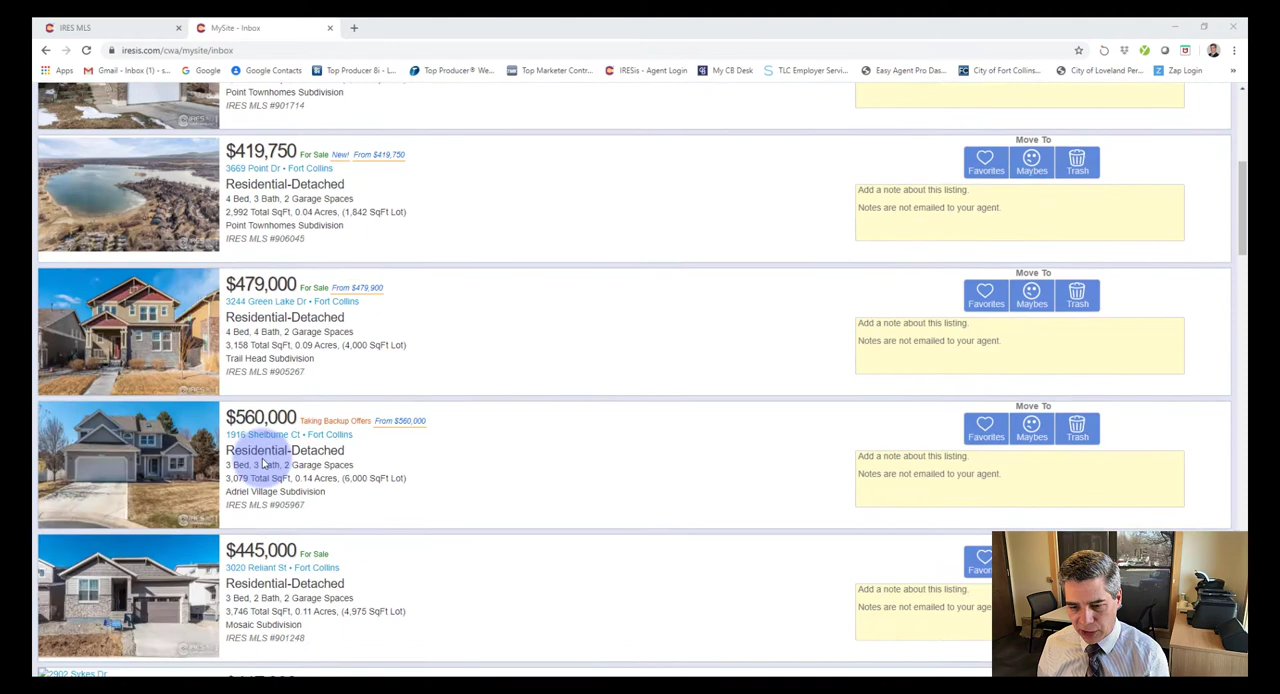 IRES MLS
MySite - Inbox
iresis.com/cwa/mysite/inbox
Apps
Gmail - Inbox (1) - s...
Google
Google Contacts
Top Producer 8i - L...
Top Producer® We...
Top Marketer Contr...
IRESis - Agent Login
My CB Desk
TLC Employer Servic...
Easy Agent Pro Das...
City of Fort Collins...
City of Loveland Per...
Zap Login
Point Townhomes Subdivision
IRES MLS #901714
$419,750 For Sale New! From $419,750
3669 Point Dr • Fort Collins
Residential-Detached
4 Bed, 3 Bath, 2 Garage Spaces
2,992 Total SqFt, 0.04 Acres, (1,842 SqFt Lot)
Point Townhomes Subdivision
IRES MLS #906045
Move To
Favorites
Maybes
Trash
Add a note about this listing.
Notes are not emailed to your agent.
$479,000 For Sale From $479,900
3244 Green Lake Dr • Fort Collins
Residential-Detached
4 Bed, 4 Bath, 2 Garage Spaces
3,158 Total SqFt, 0.09 Acres, (4,000 SqFt Lot)
Trail Head Subdivision
IRES MLS #905267
Move To
Favorites
Maybes
Trash
Add a note about this listing.
Notes are not emailed to your agent.
$560,000 Taking Backup Offers From $560,000
1916 Shelburne Ct • Fort Collins
Residential-Detached
3 Bed, 3 Bath, 2 Garage Spaces
3,079 Total SqFt, 0.14 Acres, (6,000 SqFt Lot)
Adriel Village Subdivision
IRES MLS #905967
Move To
Favorites
Maybes
Trash
Add a note about this listing.
Notes are not emailed to your agent.
$445,000 For Sale
3020 Reliant St • Fort Collins
Residential-Detached
3 Bed, 2 Bath, 2 Garage Spaces
3,746 Total SqFt, 0.11 Acres, (4,975 SqFt Lot)
Mosaic Subdivision
IRES MLS #901248
Favor
Add a note about this listing.
Notes are not emailed to your age
2902 Sykes Dr